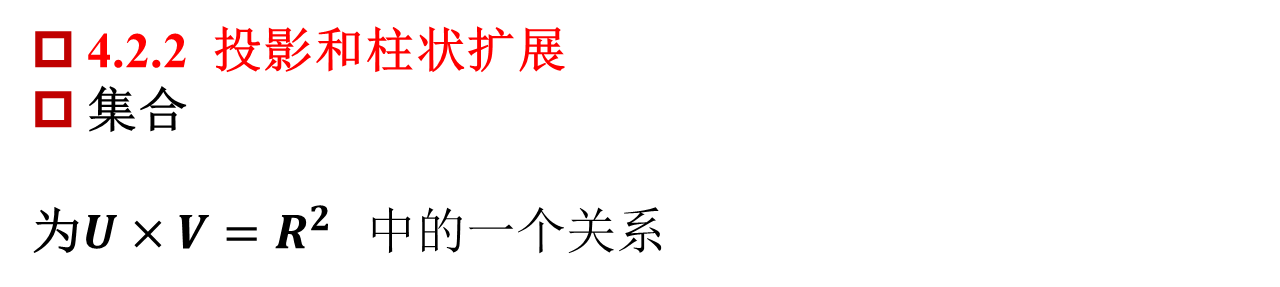 4.2.2 投影和柱状扩展
集合
为U × V = R² 中的一个关系